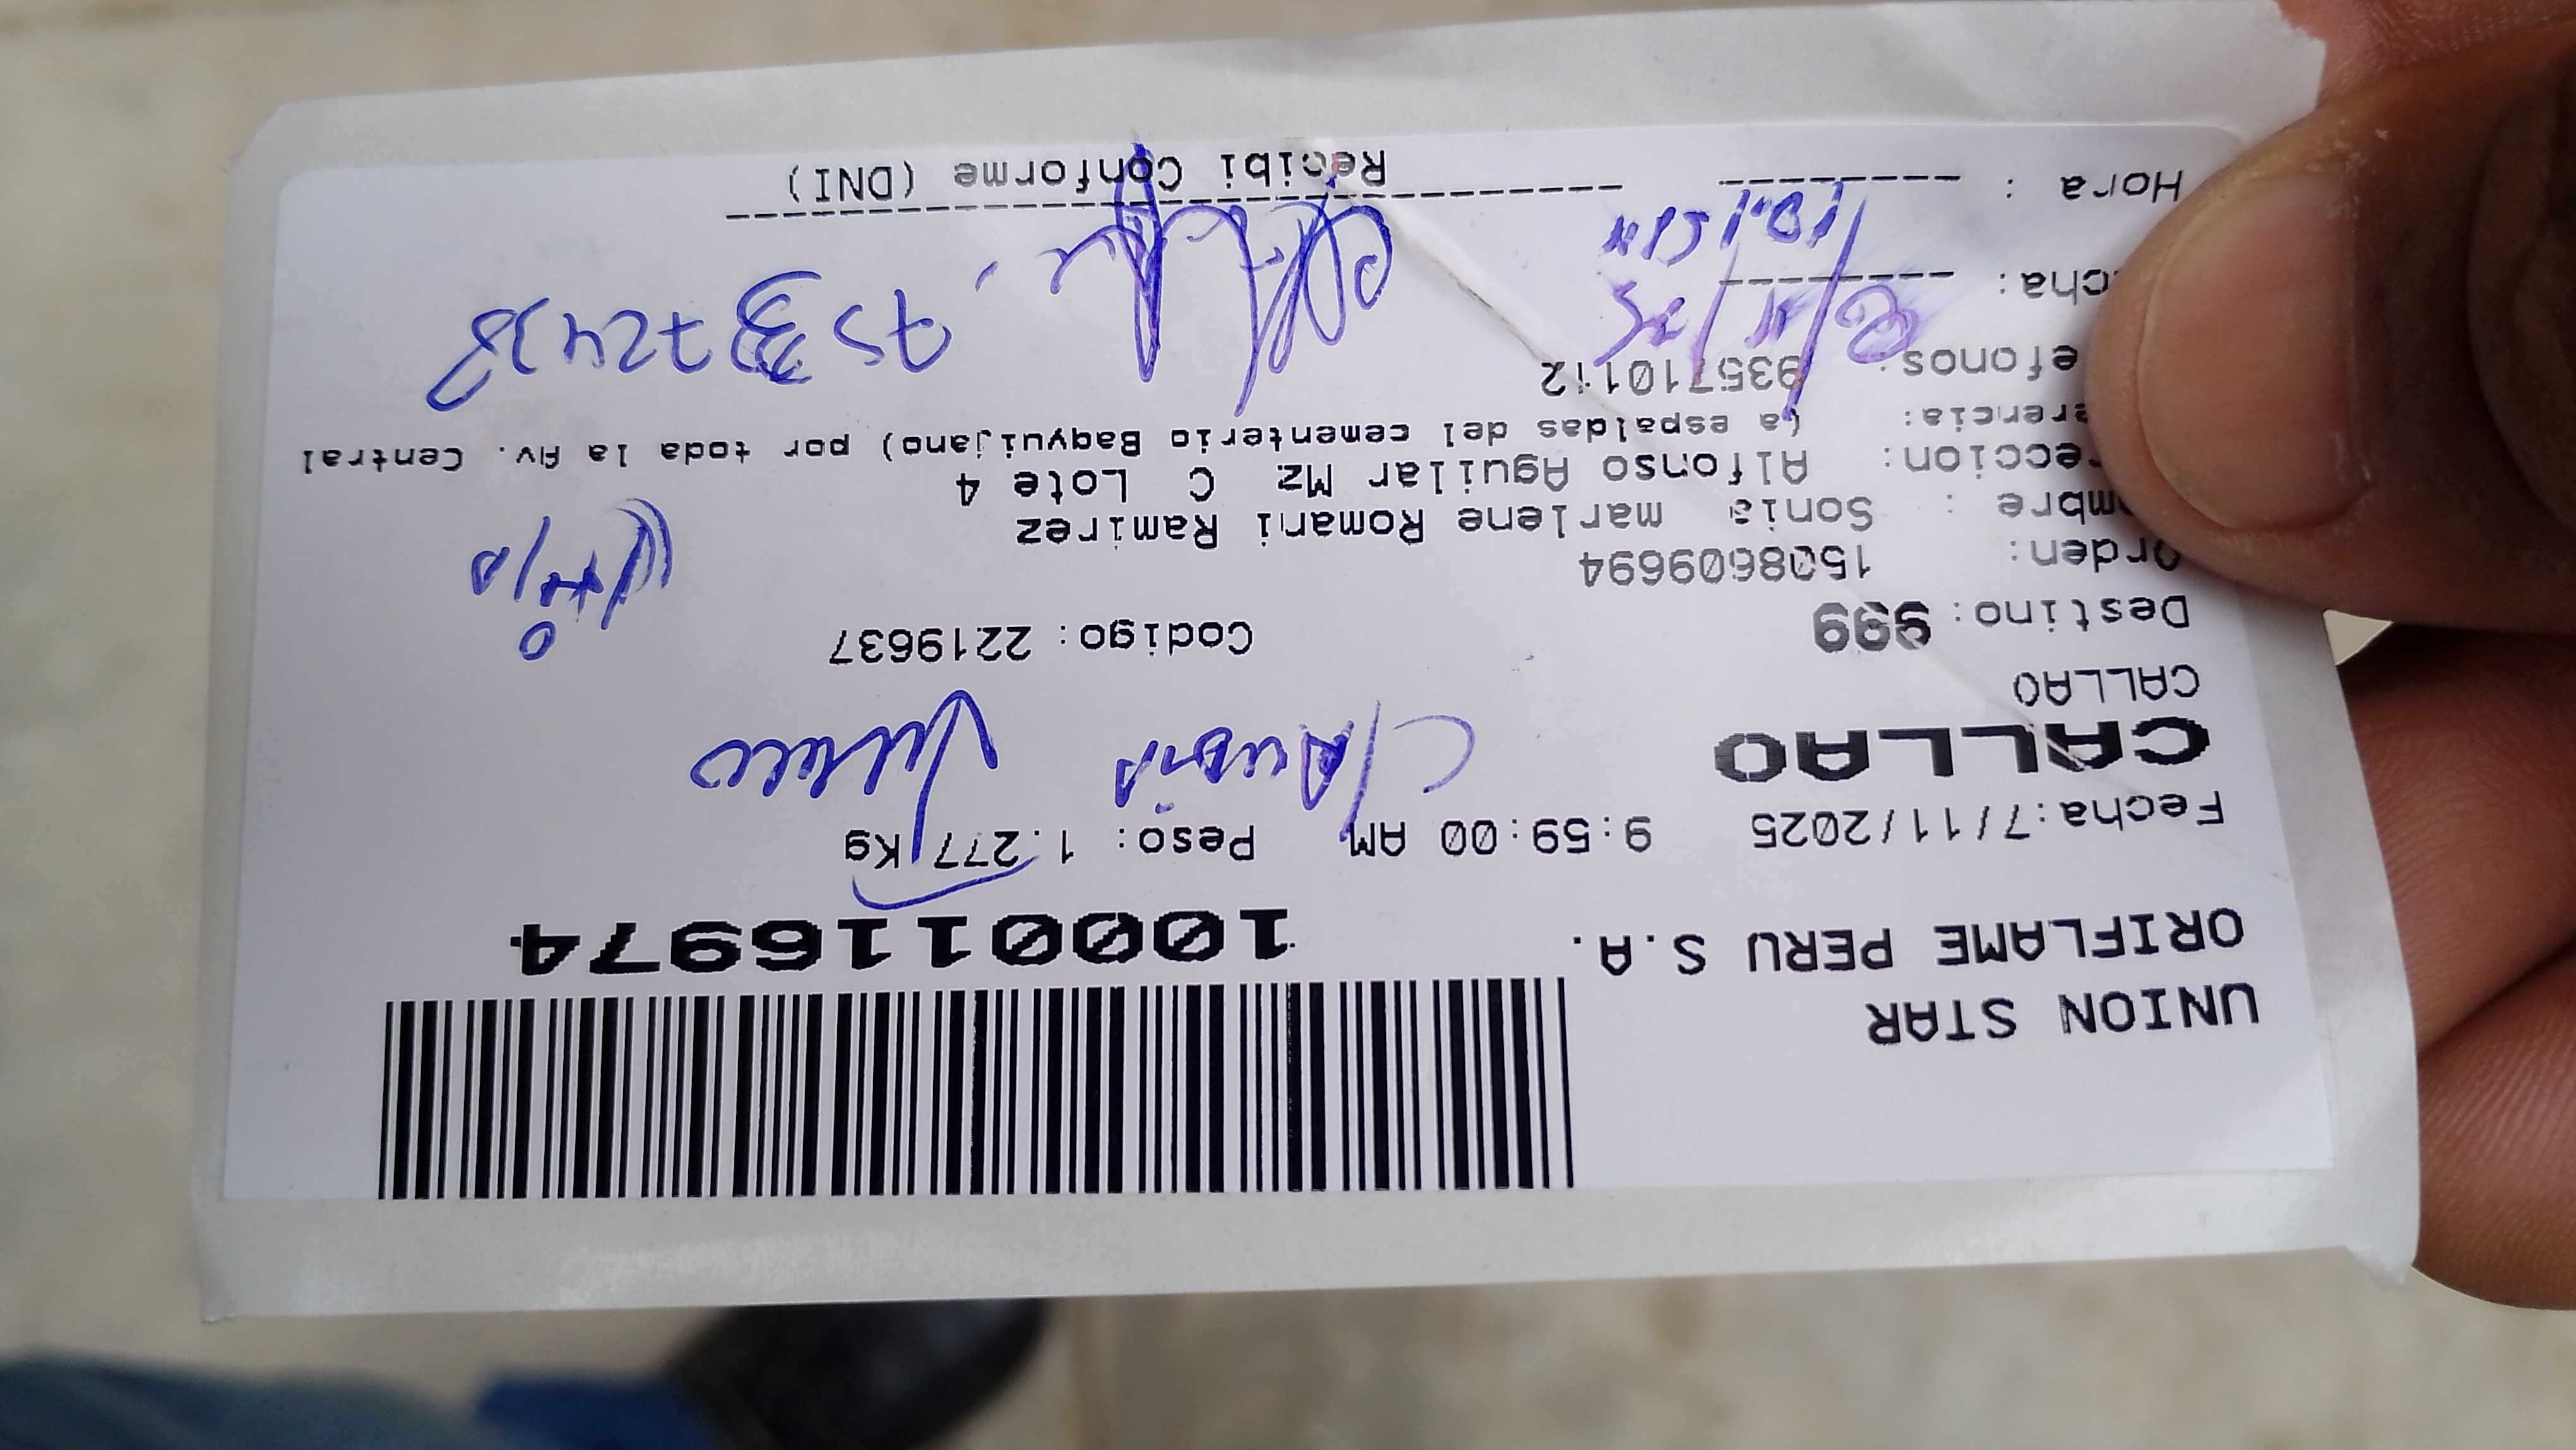 UNION STAR
ORIFLAME PERU S.A.
1000116974
Fecha:7/11/2025 9:59:00 AM Peso: 1.277 Kg
CALLAO
CALLAO
Destino: 999 Codigo: 2219637
Orden: 1508609694
mbre : Sonia marlene Romani Ramirez
reccion: Alfonso Aguilar Mz C Lote 4
erencia: (a espaldas del cementerio Baqyuijano) por toda la Av. Central
efonos: 935710112
cha:
Hora :
Recibi Conforme (DNI)